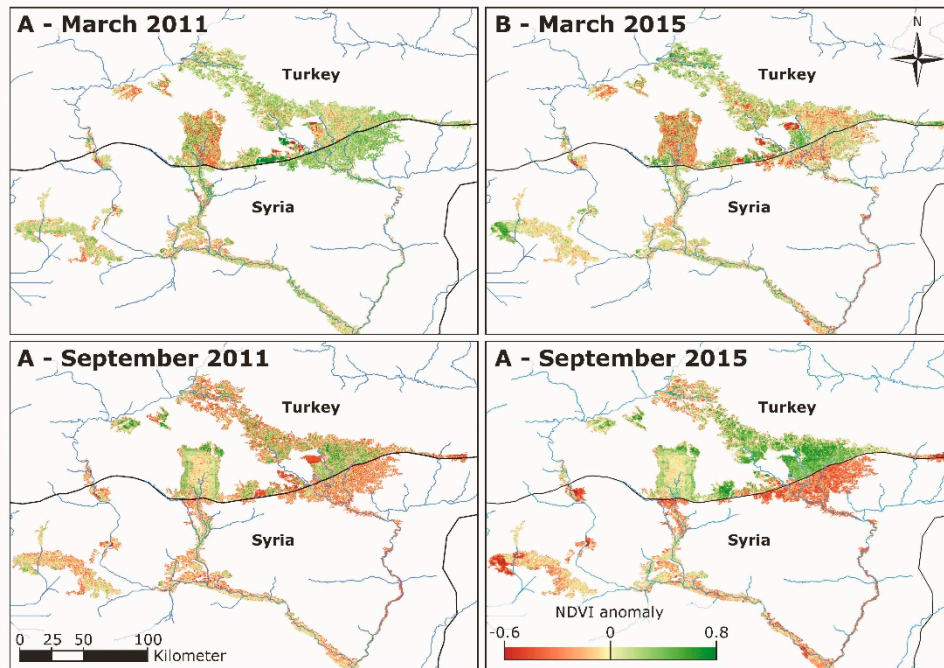 A - March 2011
Turkey
Syria
B - March 2015
N
Turkey
Syria
A - September 2011
Turkey
Syria
0 25 50 100
Kilometer
A - September 2015
Turkey
Syria
NDVI anomaly
-0.6 0 0.8